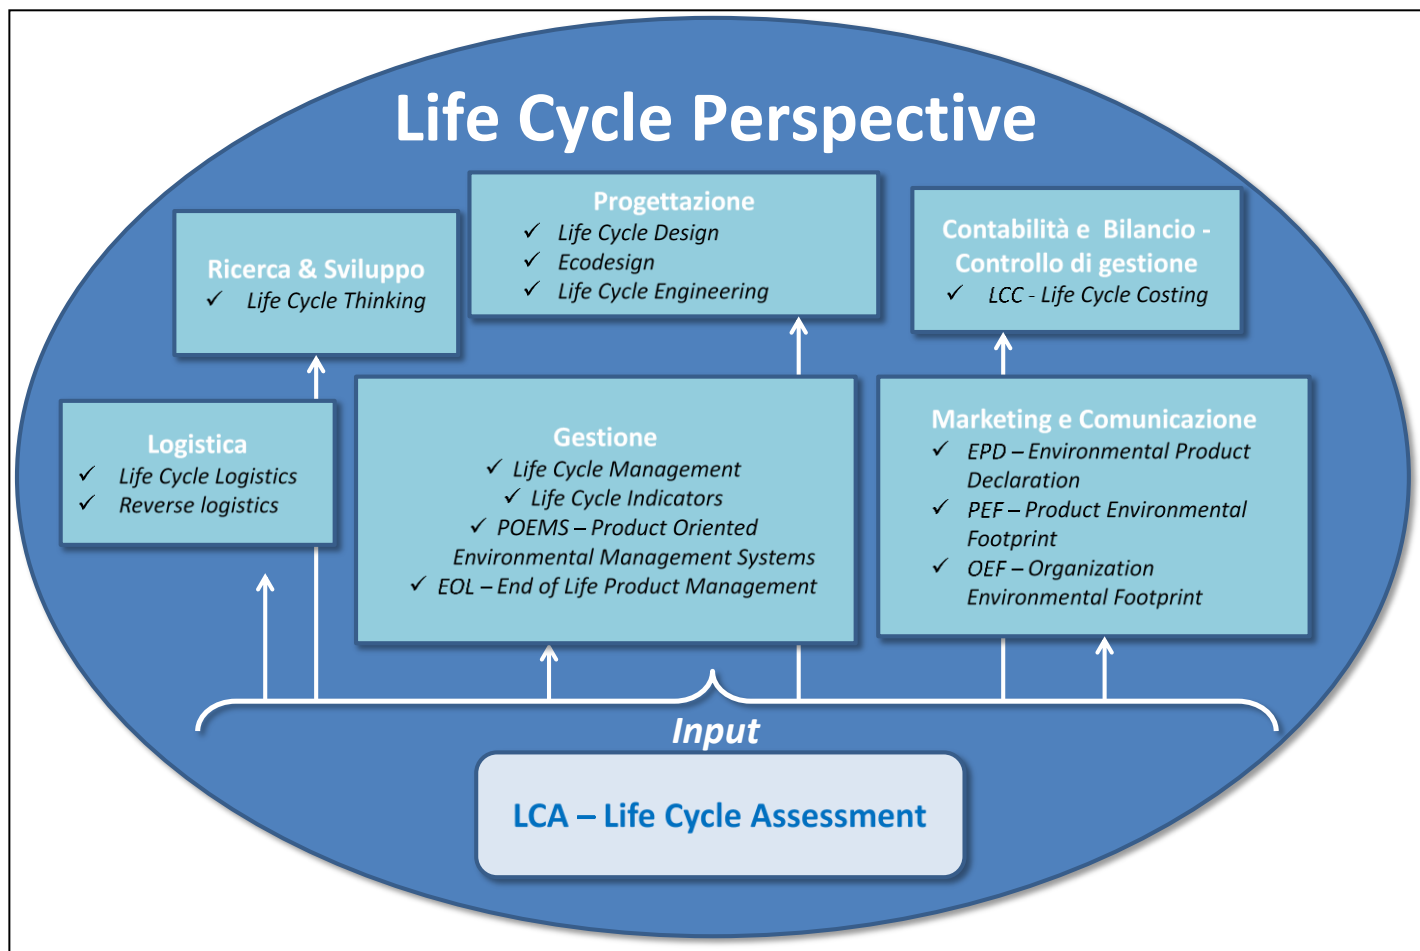 Life Cycle Perspective
Ricerca & Sviluppo
✓ Life Cycle Thinking
Progettazione
✓ Life Cycle Design
✓ Ecodesign
✓ Life Cycle Engineering
Contabilità e Bilancio -
Controllo di gestione
✓ LCC - Life Cycle Costing
Logistica
✓ Life Cycle Logistics
✓ Reverse logistics
Gestione
✓ Life Cycle Management
✓ Life Cycle Indicators
✓ POEMS – Product Oriented
Environmental Management Systems
✓ EOL – End of Life Product Management
Marketing e Comunicazione
✓ EPD – Environmental Product
Declaration
✓ PEF – Product Environmental
Footprint
✓ OEF – Organization
Environmental Footprint
Input
LCA – Life Cycle Assessment